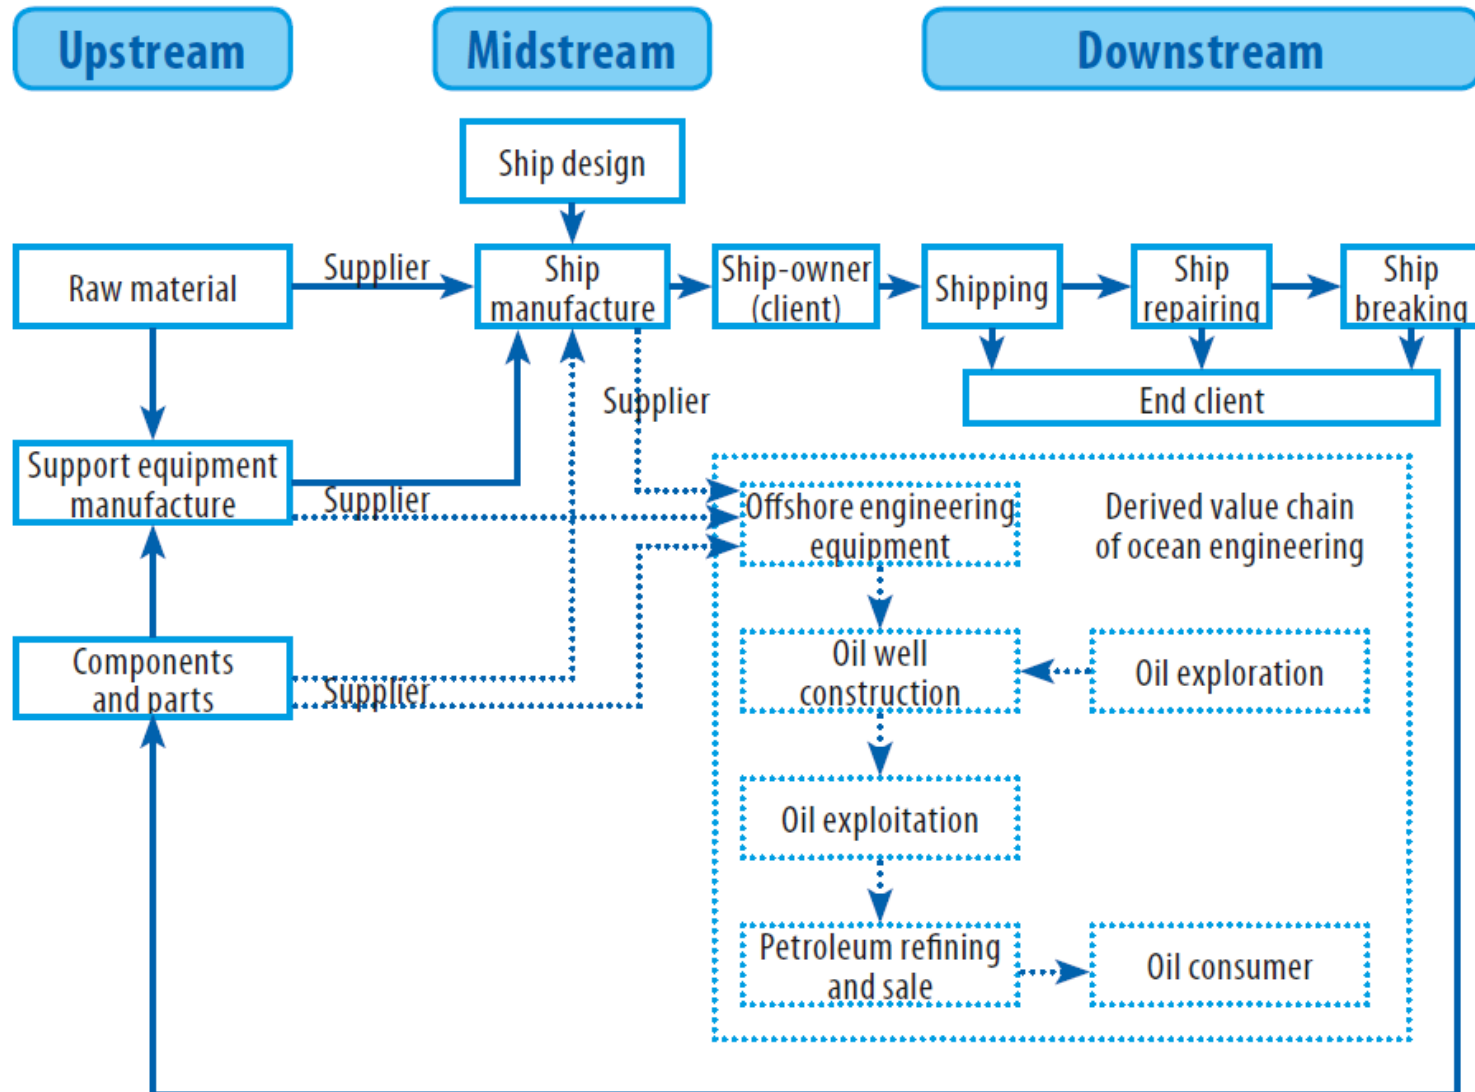 Upstream
Midstream
Downstream
Ship design
Raw material
Supplier
Ship
manufacture
Ship-owner
(client)
Shipping
Ship
repairing
Ship
breaking
End client
Supplier
Support equipment
manufacture
Supplier
Offshore engineering
equipment
Derived value chain
of ocean engineering
Components
and parts
Supplier
Oil well
construction
Oil exploration
Oil exploitation
Petroleum refining
and sale
Oil consumer